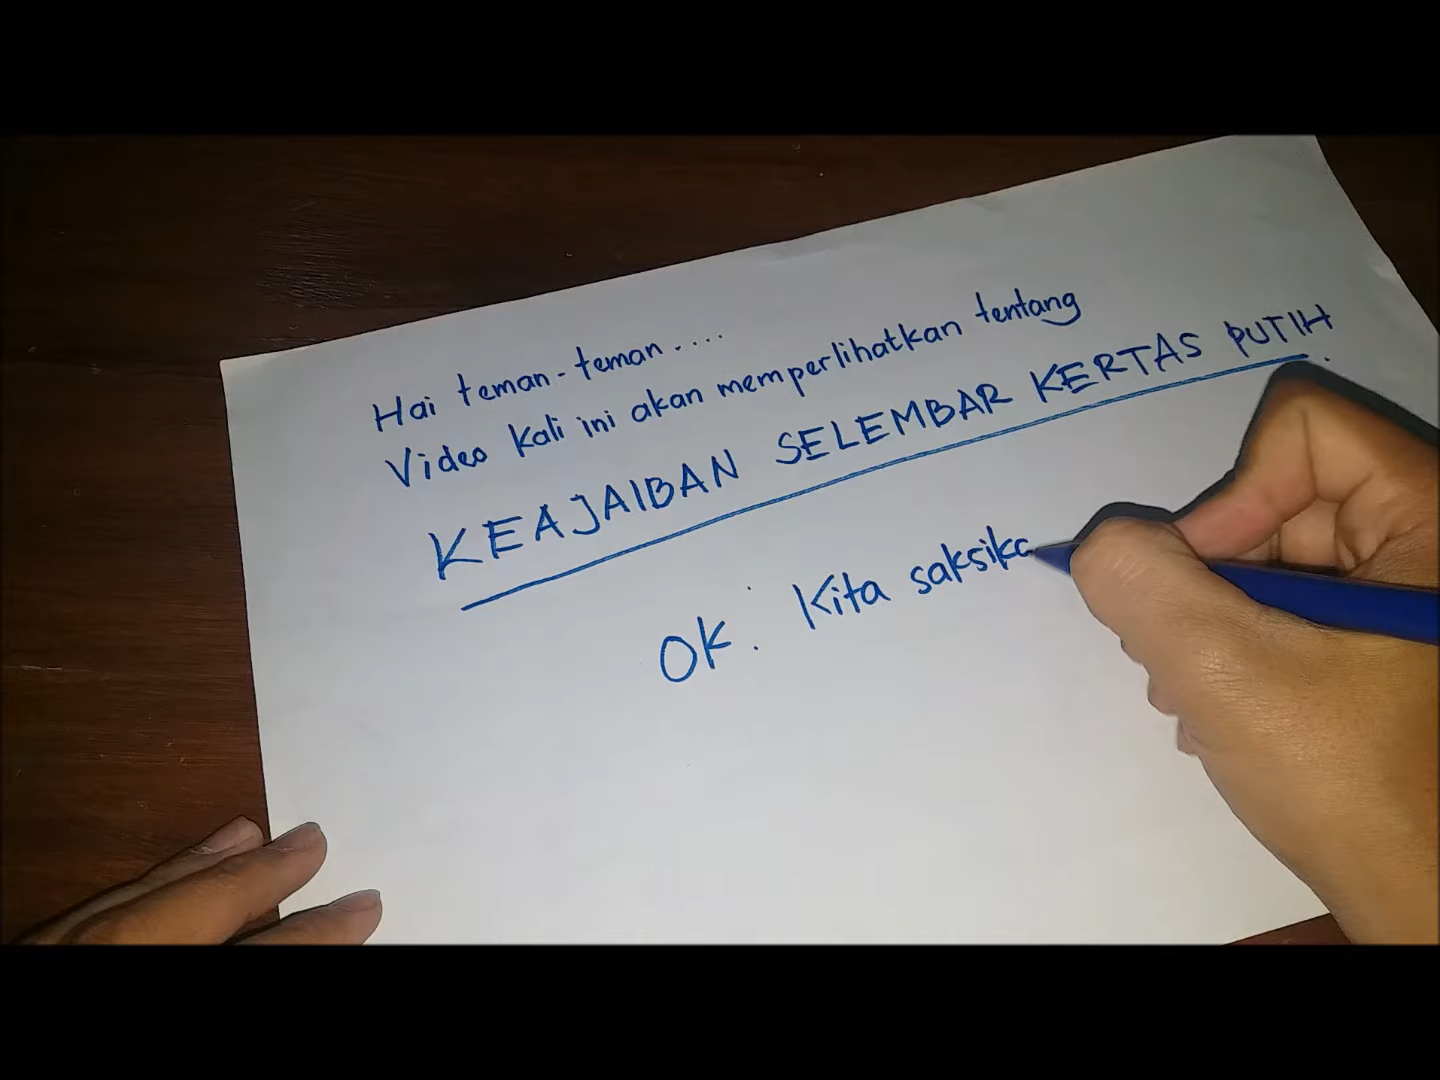 Hai teman-teman....
Video kali ini akan memperlihatkan tentang
KEAJAIBAN SELEMBAR KERTAS PUTIH.
OK. Kita saksika